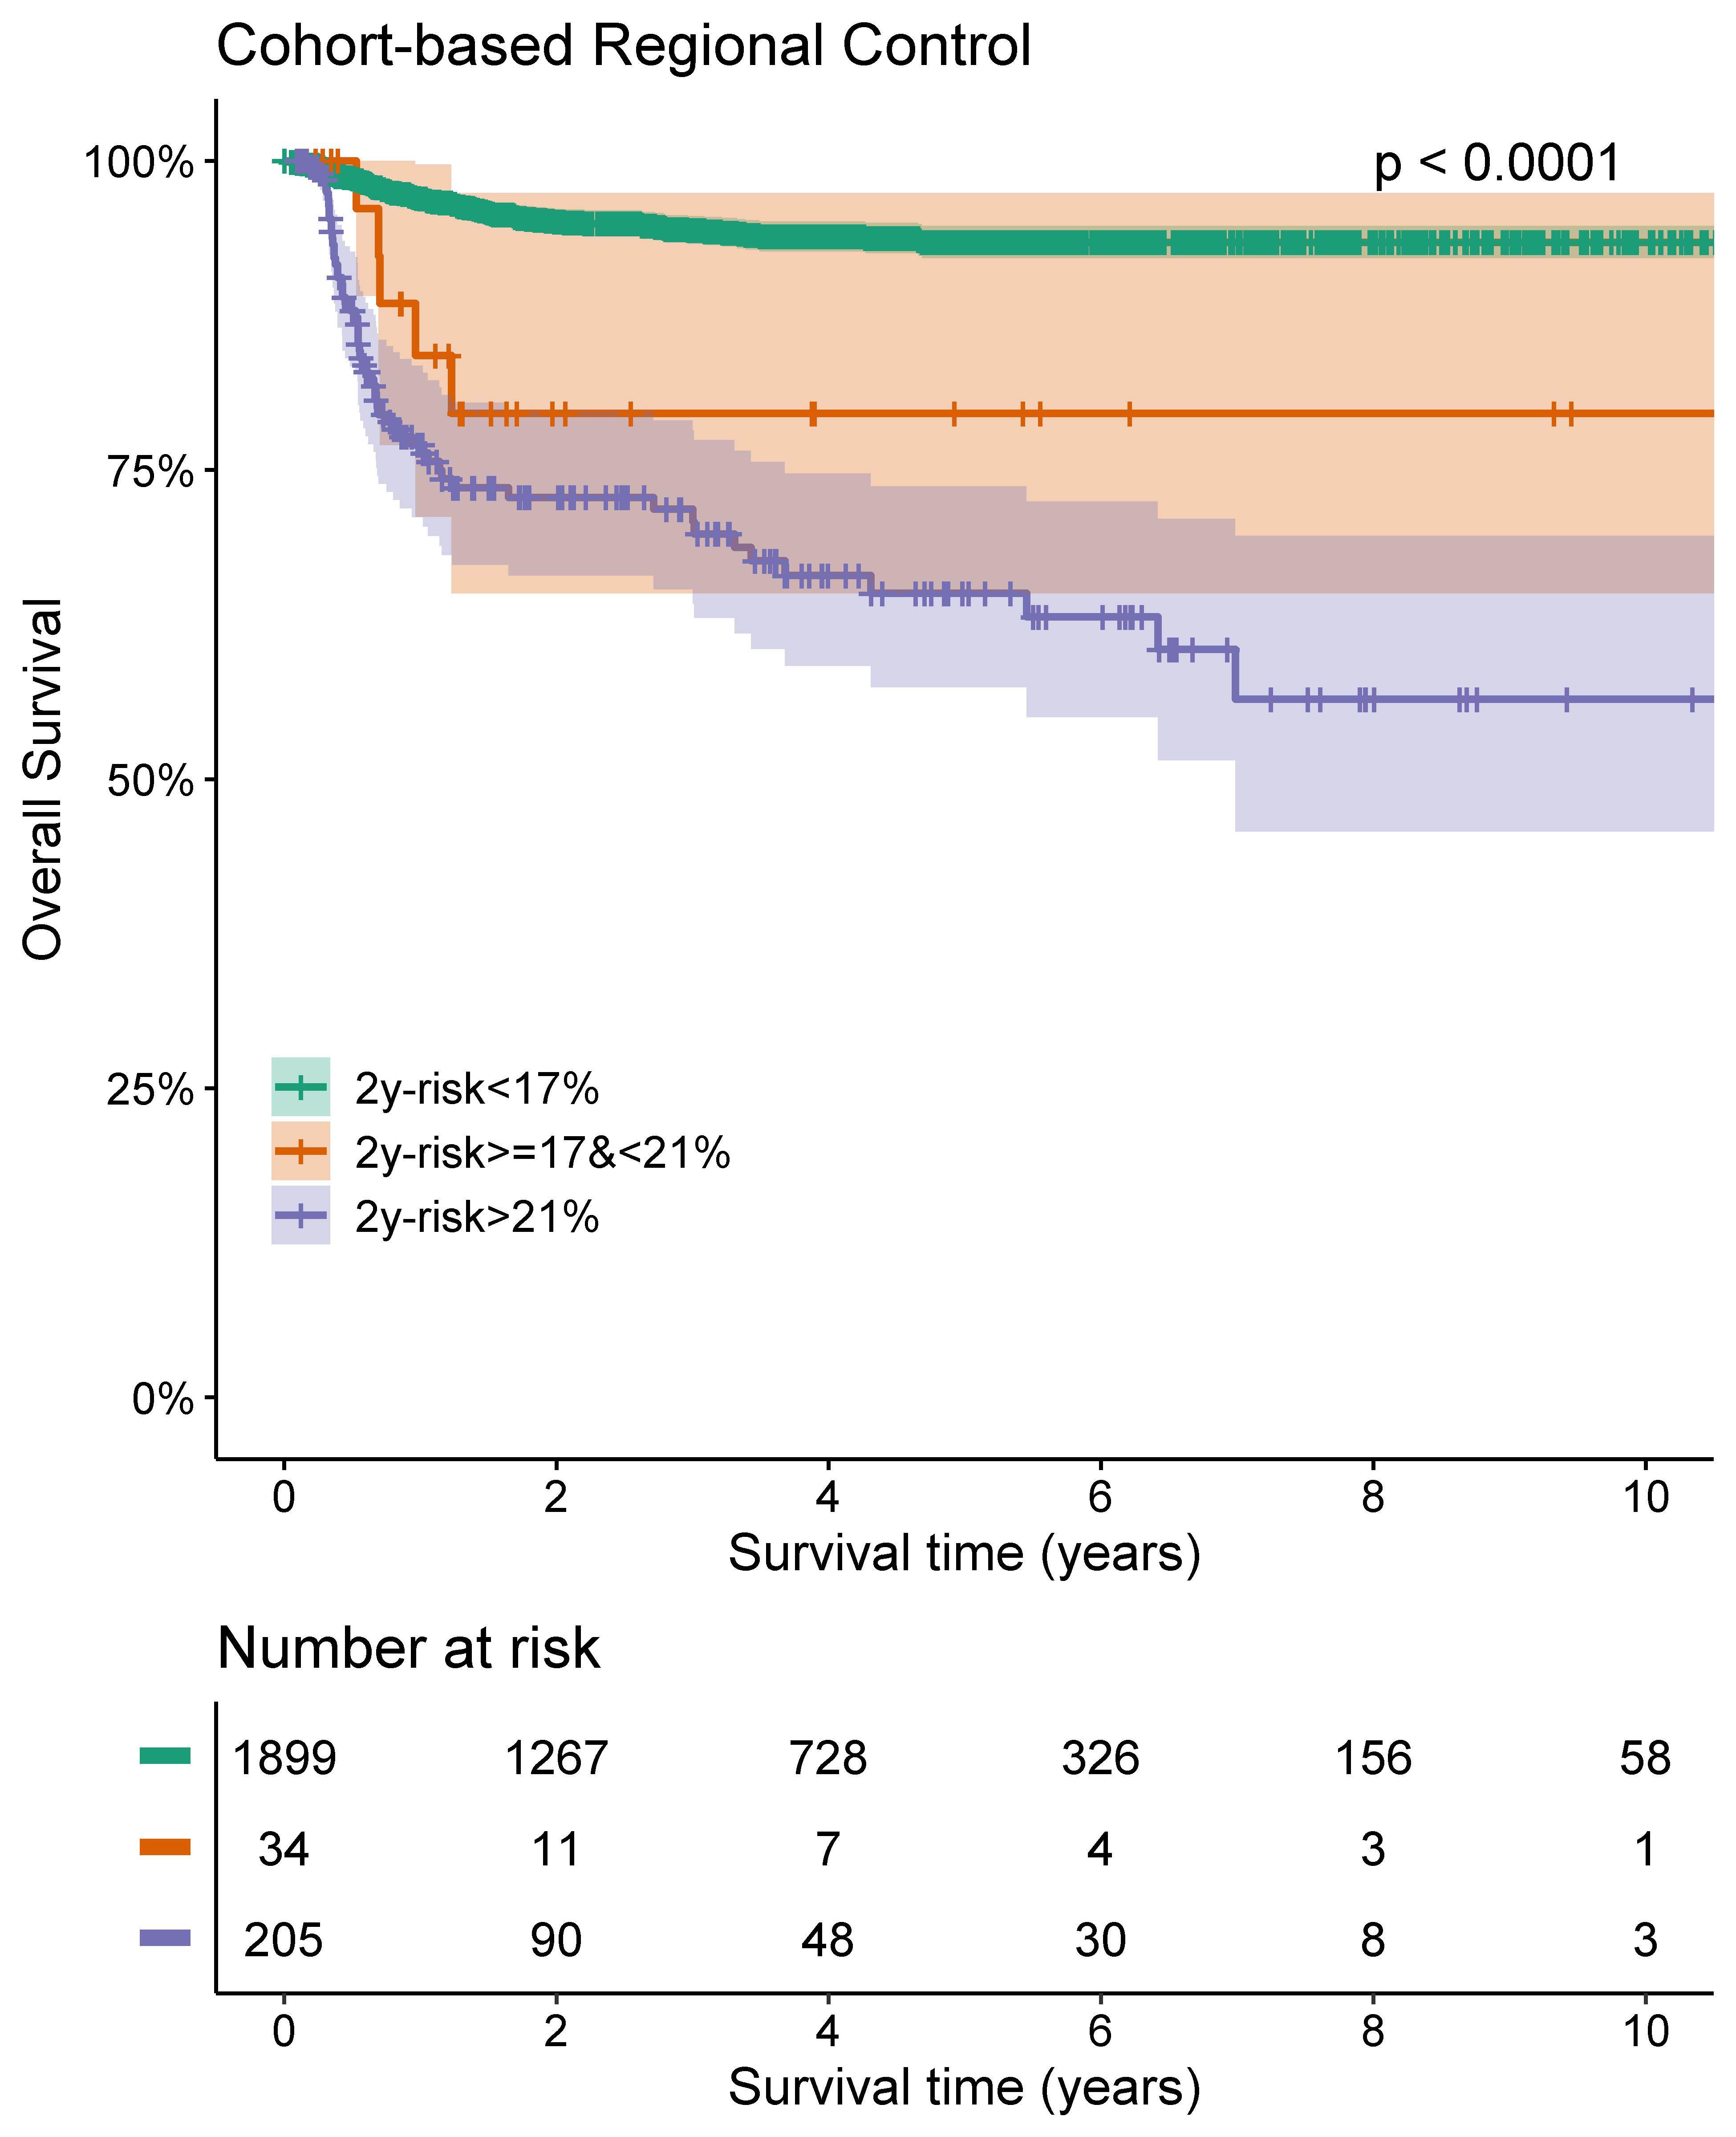 Cohort-based Regional Control
p < 0.0001
100%
75%
50%
25%
0%
Overall Survival
2y-risk<17%
2y-risk>=17&<21%
2y-risk>21%
0 2 4 6 8 10
Survival time (years)
Number at risk
1899 1267 728 326 156 58
34 11 7 4 3 1
205 90 48 30 8 3
0 2 4 6 8 10
Survival time (years)